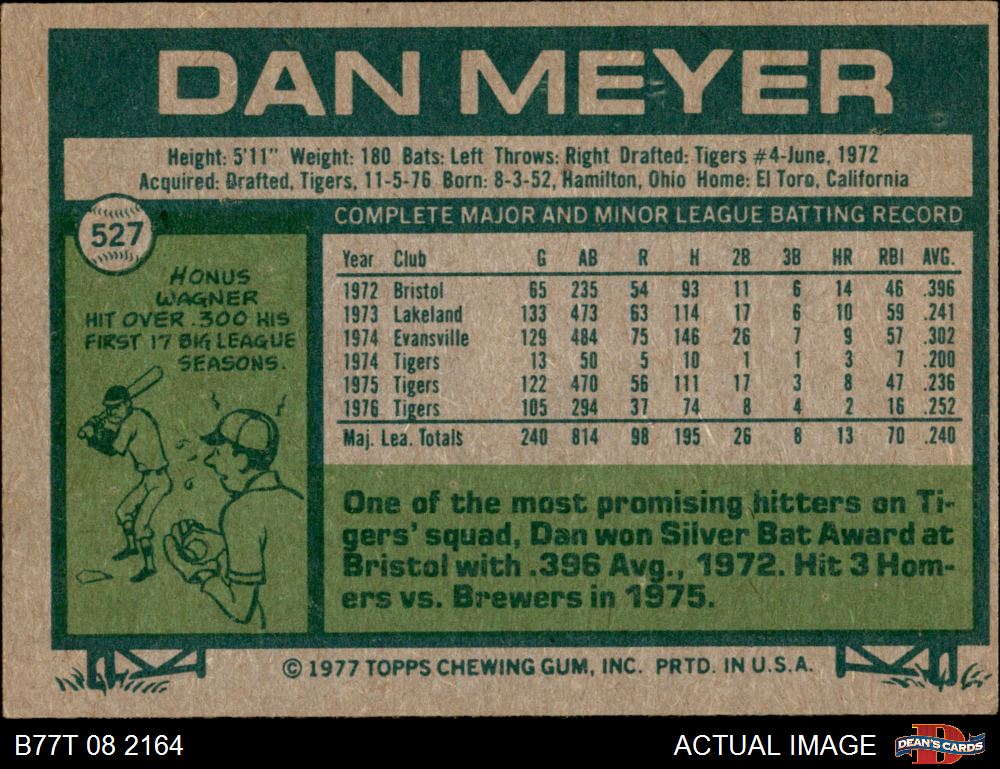 DAN MEYER
Height: 5'11" Weight: 180 Bats: Left Throws: Right Drafted: Tigers #4-June, 1972
Acquired: Drafted, Tigers, 11-5-76 Born: 8-3-52, Hamilton, Ohio Home: El Toro, California
527
HONUS
WAGNER
HIT OVER .300 HIS
FIRST 17 BIG LEAGUE
SEASONS.
COMPLETE MAJOR AND MINOR LEAGUE BATTING RECORD
Year Club G AB R H 2B 3B HR RBI AVG.
1972 Bristol 65 235 54 93 11 6 14 46 .396
1973 Lakeland 133 473 63 114 17 6 10 59 .241
1974 Evansville 129 484 75 146 26 7 9 57 .302
1974 Tigers 13 50 5 10 1 1 3 7 .200
1975 Tigers 122 470 56 111 17 3 8 47 .236
1976 Tigers 105 294 37 74 8 4 2 16 .252
Maj. Lea. Totals 240 814 98 195 26 8 13 70 .240
One of the most promising hitters on Ti-
gers' squad, Dan won Silver Bat Award at
Bristol with .396 Avg., 1972. Hit 3 Hom-
ers vs. Brewers in 1975.
© 1977 TOPPS CHEWING GUM, INC. PRTD. IN U.S.A.
B77T 08 2164
ACTUAL IMAGE
DEAN'S CARDS